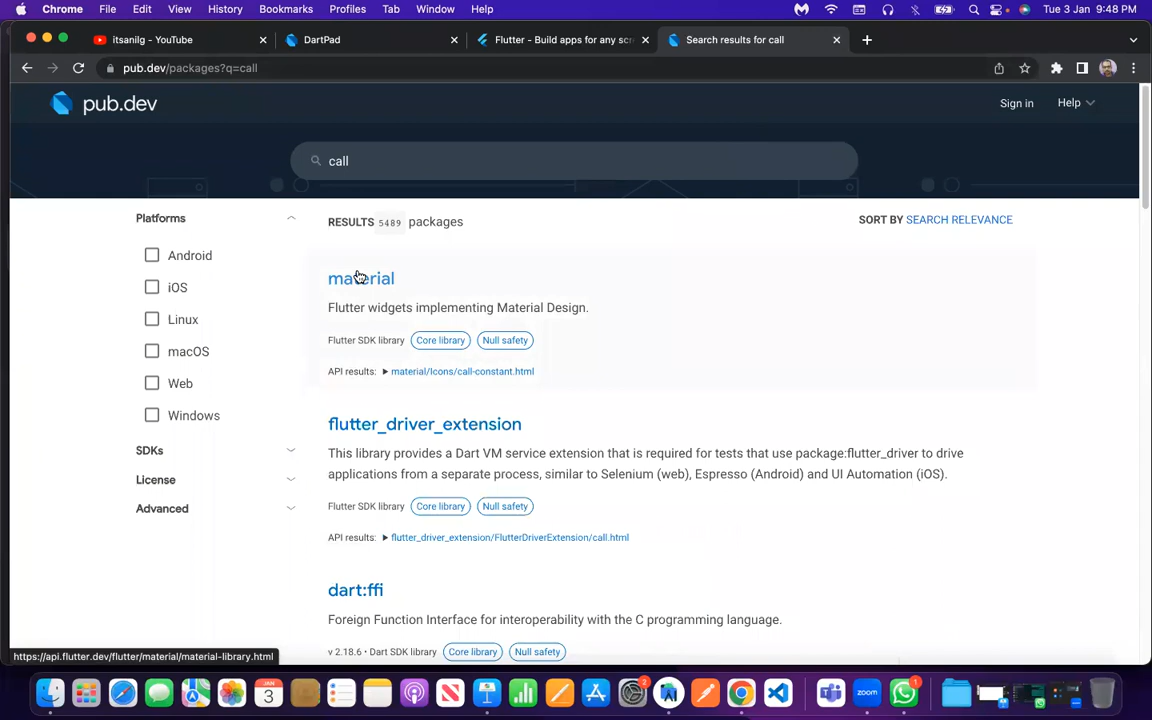 Chrome File Edit View History Bookmarks Profiles Tab Window Help Tue 3 Jan 9:48 PM
itsanilg - YouTube DartPad Flutter - Build apps for any scr Search results for call
pub.dev/packages?q=call
pub.dev Sign in Help
call
Platforms
Android
iOS
Linux
macOS
Web
Windows
SDKs
License
Advanced
RESULTS 5489 packages SORT BY SEARCH RELEVANCE
material
Flutter widgets implementing Material Design.
Flutter SDK library Core library Null safety
API results: ▶ material/Icons/call-constant.html
flutter_driver_extension
This library provides a Dart VM service extension that is required for tests that use package:flutter_driver to drive
applications from a separate process, similar to Selenium (web), Espresso (Android) and UI Automation (iOS).
Flutter SDK library Core library Null safety
API results: ▶ flutter_driver_extension/FlutterDriverExtension/call.html
dart:ffi
Foreign Function Interface for interoperability with the C programming language.
v 2.18.6 • Dart SDK library Core library Null safety
https://api.flutter.dev/flutter/material/material-library.html
JAN
3
2
zoom
1